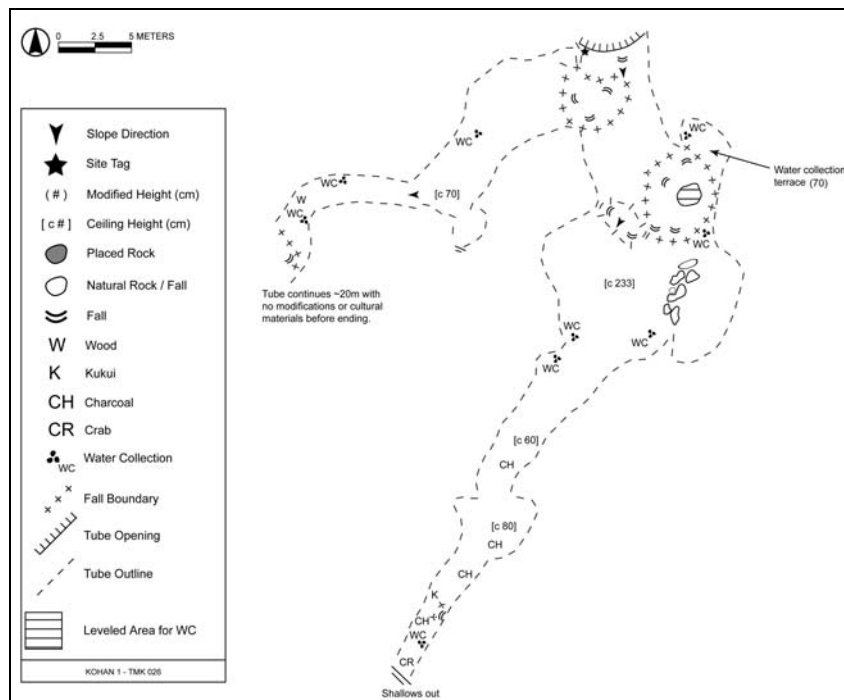 0 2.5 5 METERS
Slope Direction
Site Tag
( # ) Modified Height (cm)
[ c # ] Ceiling Height (cm)
Placed Rock
Natural Rock / Fall
Fall
W Wood
K Kukui
CH Charcoal
CR Crab
WC Water Collection
Fall Boundary
Tube Opening
Tube Outline
Leveled Area for WC
KOHAN 1 - TMK 026
WC
WC
Water collection
terrace (70)
WC
[c 70]
W
WC
WC
Tube continues ~20m with
no modifications or cultural
materials before ending.
[c 233]
WC
WC
WC
[c 60]
CH
[c 80]
CH
CH
K
CH
WC
CR
Shallows out